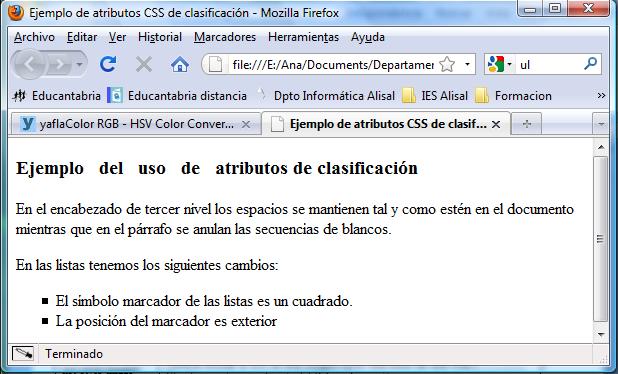 Ejemplo de atributos CSS de clasificación - Mozilla Firefox
Archivo Editar Ver Historial Marcadores Herramientas Ayuda
file:///E:/Ana/Documents/Departamer ul
Educantabria Educantabria distancia Dpto Informática Alisal IES Alisal Formacion »
yaflaColor RGB - HSV Color Conver... Ejemplo de atributos CSS de clasif...
Ejemplo del uso de atributos de clasificación
En el encabezado de tercer nivel los espacios se mantienen tal y como estén en el documento
mientras que en el párrafo se anulan las secuencias de blancos.
En las listas tenemos los siguientes cambios:
El símbolo marcador de las listas es un cuadrado.
La posición del marcador es exterior
Terminado